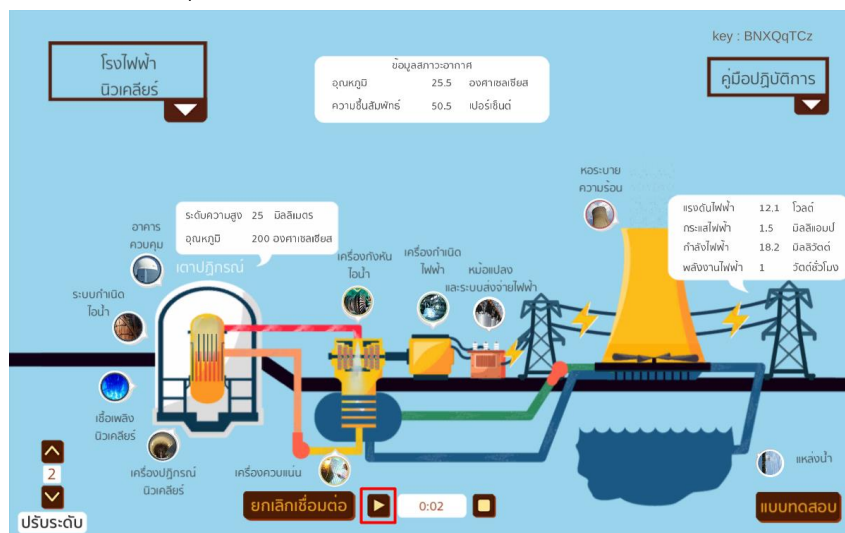 key : BNXQqTCz
โรงไฟฟ้า
นิวเคลียร์
ข้อมูลสภาวะอากาศ
อุณหภูมิ 25.5 องศาเซลเซียส
ความชื้นสัมพัทธ์ 50.5 เปอร์เซ็นต์
คู่มือปฏิบัติการ
หอระบาย
ความร้อน
ระดับความสูง 25 มิลลิเมตร
อุณหภูมิ 200 องศาเซลเซียส
แรงดันไฟฟ้า 12.1 โวลต์
กระแสไฟฟ้า 1.5 มิลลิแอมป์
กำลังไฟฟ้า 18.2 มิลลิวัตต์
พลังงานไฟฟ้า 1 วัตต์ชั่วโมง
อาคาร
ควบคุม
เตาปฏิกรณ์
เครื่องกังหัน
ไอน้ำ
เครื่องกำเนิด
ไฟฟ้า
หม้อแปลง
และระบบส่งจ่ายไฟฟ้า
ระบบกำเนิด
ไอน้ำ
เชื้อเพลิง
นิวเคลียร์
เครื่องปฏิกรณ์
นิวเคลียร์
เครื่องควบแน่น
แหล่งน้ำ
2
ปรับระดับ
ยกเลิกเชื่อมต่อ
0:02
แบบทดสอบ